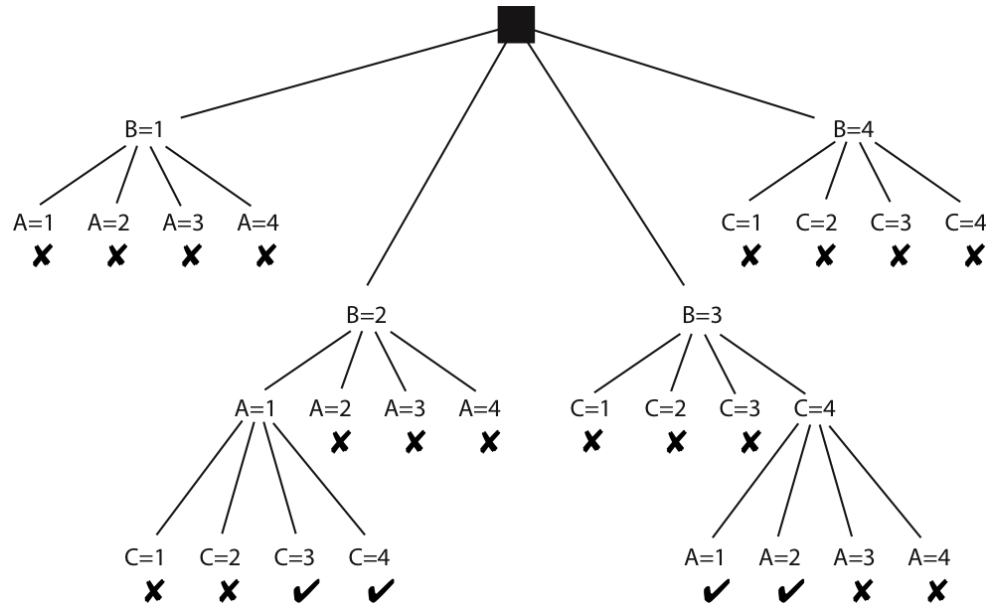 B=1 B=4
A=1 A=2 A=3 A=4 C=1 C=2 C=3 C=4
✘ ✘ ✘ ✘ ✘ ✘ ✘ ✘
B=2 B=3
A=1 A=2 A=3 A=4 C=1 C=2 C=3 C=4
✘ ✘ ✘ ✘ ✘ ✘
C=1 C=2 C=3 C=4 A=1 A=2 A=3 A=4
✘ ✘ ✔ ✔ ✔ ✔ ✘ ✘